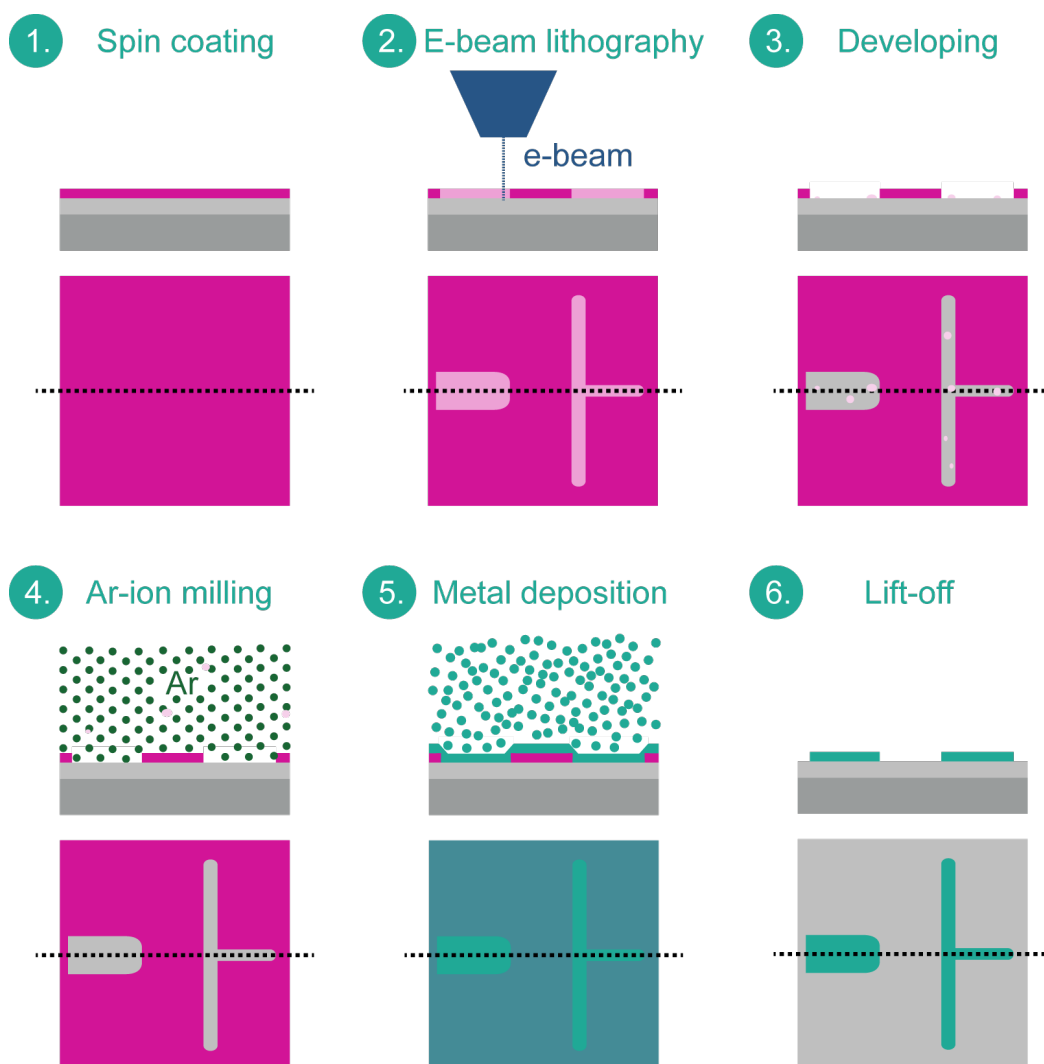 1. Spin coating
2. E-beam lithography
3. Developing
e-beam
4. Ar-ion milling
5. Metal deposition
6. Lift-off
Ar